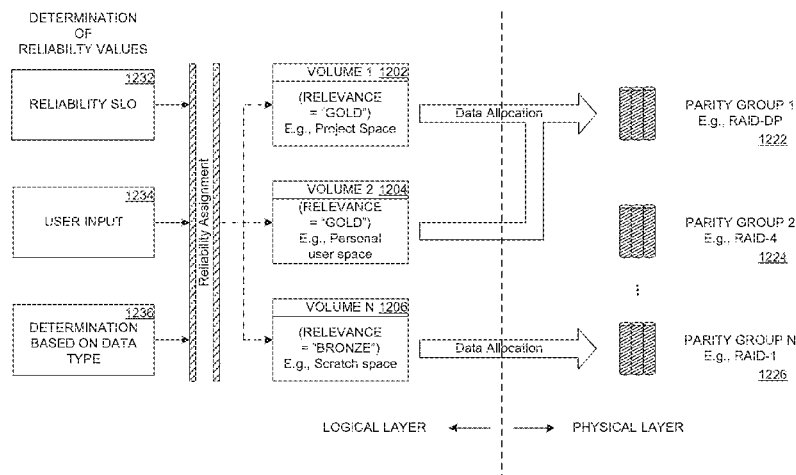 DETERMINATION
OF
RELIABILTY VALUES
1232
RELIABILITY SLO
1234
USER INPUT
1236
DETERMINATION
BASED ON DATA
TYPE
Reliability Assignment
VOLUME 1 1202
(RELEVANCE
= "GOLD")
E.g., Project Space
VOLUME 2 1204
(RELEVANCE
= "GOLD")
E.g., Personal
user space
VOLUME N 1206
(RELEVANCE
= "BRONZE")
E.g., Scratch space
Data Allocation
Data Allocation
PARITY GROUP 1
E.g., RAID-DP
1222
PARITY GROUP 2
E.g., RAID-4
1224
⋮
PARITY GROUP N
E.g., RAID-1
1226
LOGICAL LAYER
PHYSICAL LAYER